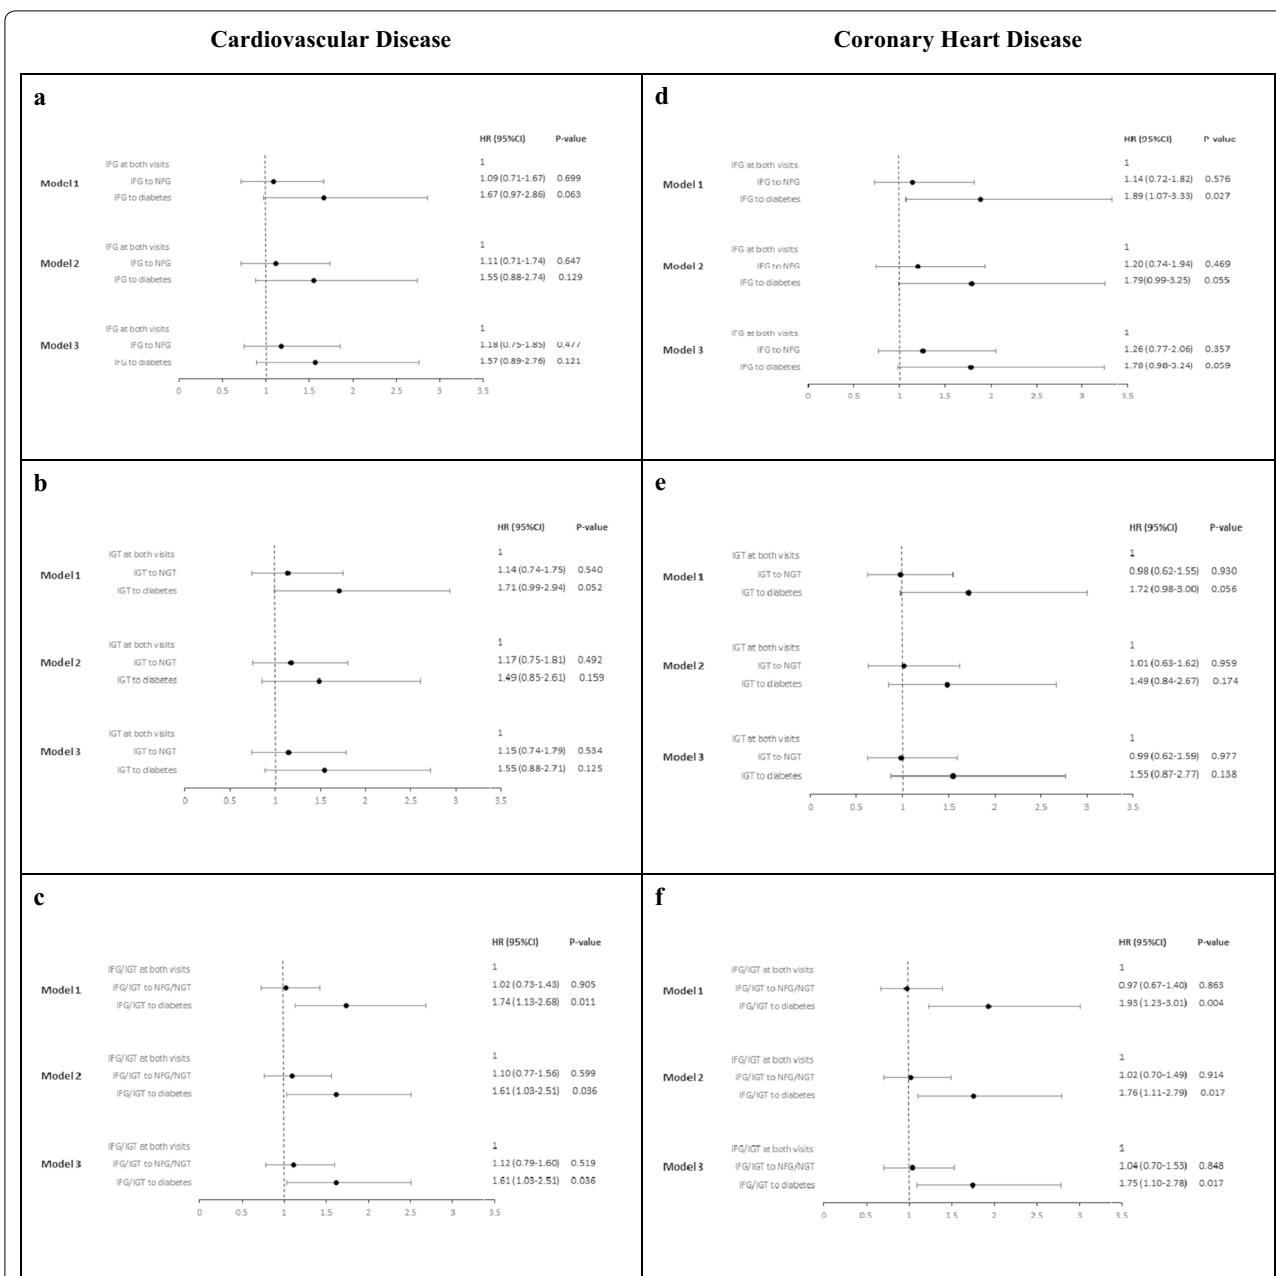 Cardiovascular Disease
Coronary Heart Disease
a
HR (95%CI) P-value
IFG at both visits 1
Model 1 IFG to NFG 1.09 (0.71-1.67) 0.699
IFG to diabetes 1.67 (0.97-2.86) 0.063
IFG at both visits 1
Model 2 IFG to NFG 1.11 (0.71-1.74) 0.647
IFG to diabetes 1.55 (0.88-2.74) 0.129
IFG at both visits 1
Model 3 IFG to NFG 1.18 (0.75-1.85) 0.477
IFG to diabetes 1.57 (0.89-2.76) 0.121
0 0.5 1 1.5 2 2.5 3 3.5
d
HR (95%CI) P-value
IFG at both visits 1
Model 1 IFG to NFG 1.14 (0.72-1.82) 0.576
IFG to diabetes 1.89 (1.07-3.33) 0.027
IFG at both visits 1
Model 2 IFG to NFG 1.20 (0.74-1.94) 0.469
IFG to diabetes 1.79(0.99-3.25) 0.055
IFG at both visits 1
Model 3 IFG to NFG 1.26 (0.77-2.06) 0.357
IFG to diabetes 1.78 (0.98-3.24) 0.059
0 0.5 1 1.5 2 2.5 3 3.5
b
HR (95%CI) P-value
IGT at both visits 1
Model 1 IGT to NGT 1.14 (0.74-1.75) 0.540
IGT to diabetes 1.71 (0.99-2.94) 0.052
IGT at both visits 1
Model 2 IGT to NGT 1.17 (0.75-1.81) 0.492
IGT to diabetes 1.49 (0.85-2.61) 0.159
IGT at both visits 1
Model 3 IGT to NGT 1.15 (0.74-1.79) 0.534
IGT to diabetes 1.55 (0.88-2.71) 0.125
0 0.5 1 1.5 2 2.5 3 3.5
e
HR (95%CI) P-value
IGT at both visits 1
Model 1 IGT to NGT 0.98 (0.62-1.55) 0.930
IGT to diabetes 1.72 (0.98-3.00) 0.056
IGT at both visits 1
Model 2 IGT to NGT 1.01 (0.63-1.62) 0.959
IGT to diabetes 1.49 (0.84-2.67) 0.174
IGT at both visits 1
Model 3 IGT to NGT 0.99 (0.62-1.59) 0.977
IGT to diabetes 1.55 (0.87-2.77) 0.138
0 0.5 1 1.5 2 2.5 3 3.5
c
HR (95%CI) P-value
IFG/IGT at both visits 1
Model 1 IFG/IGT to NFG/NGT 1.02 (0.73-1.43) 0.905
IFG/IGT to diabetes 1.74 (1.13-2.68) 0.011
IFG/IGT at both visits 1
Model 2 IFG/IGT to NFG/NGT 1.10 (0.77-1.56) 0.599
IFG/IGT to diabetes 1.61 (1.03-2.51) 0.036
IFG/IGT at both visits 1
Model 3 IFG/IGT to NFG/NGT 1.12 (0.79-1.60) 0.519
IFG/IGT to diabetes 1.61 (1.03-2.51) 0.036
0 0.5 1 1.5 2 2.5 3 3.5
f
HR (95%CI) P-value
IFG/IGT at both visits 1
Model 1 IFG/IGT to NFG/NGT 0.97 (0.67-1.40) 0.863
IFG/IGT to diabetes 1.93 (1.23-3.01) 0.004
IFG/IGT at both visits 1
Model 2 IFG/IGT to NFG/NGT 1.02 (0.70-1.49) 0.914
IFG/IGT to diabetes 1.76 (1.11-2.79) 0.017
IFG/IGT at both visits 1
Model 3 IFG/IGT to NFG/NGT 1.04 (0.70-1.53) 0.848
IFG/IGT to diabetes 1.75 (1.10-2.78) 0.017
0 0.5 1 1.5 2 2.5 3 3.5